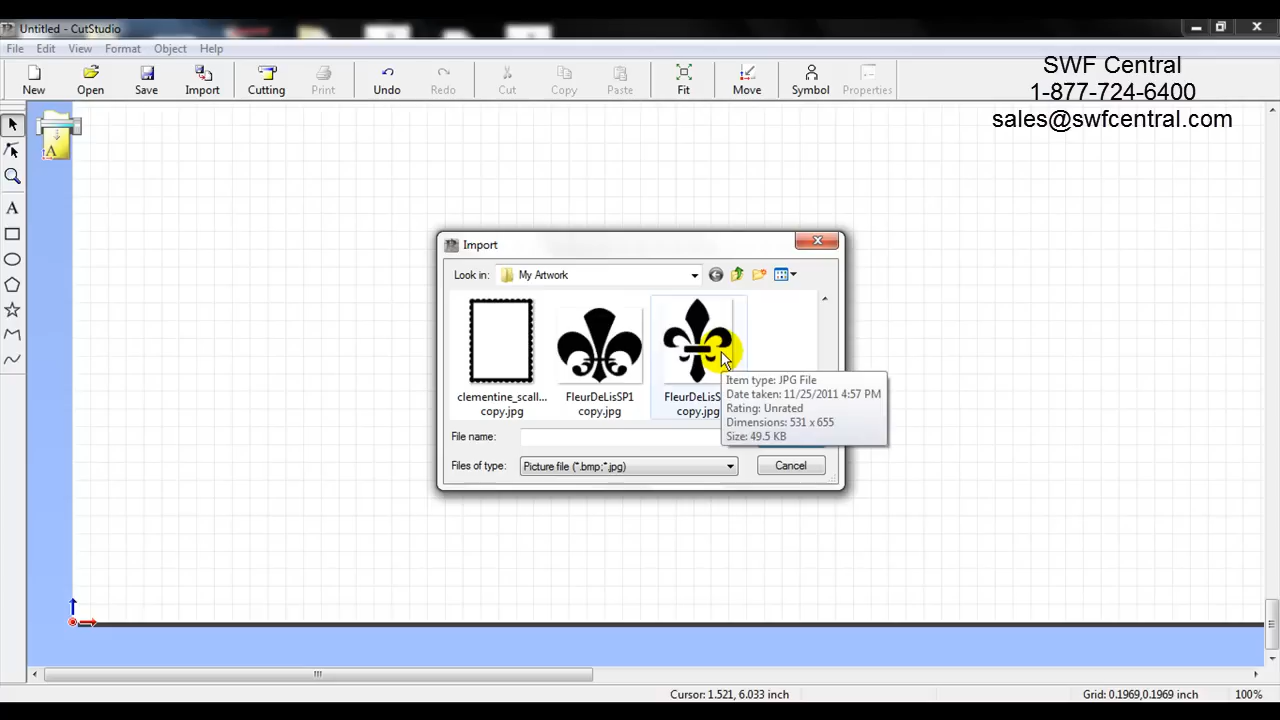 Untitled - CutStudio
File Edit View Format Object Help
SWF Central
1-877-724-6400
sales@swfcentral.com
New Open Save Import Cutting Print Undo Redo Cut Copy Paste Fit Move Symbol Properties
A
A
Import
Look in: My Artwork
clementine_scall... FleurDeLisSP1
copy.jpg copy.jpg copy.jpg
Item type: JPG File
Date taken: 11/25/2011 4:57 PM
Rating: Unrated
Dimensions: 531 x 655
Size: 49.5 KB
File name:
Files of type: Picture file (*.bmp;*.jpg) Cancel
Cursor: 1.521, 6.033 inch Grid: 0.1969,0.1969 inch 100%